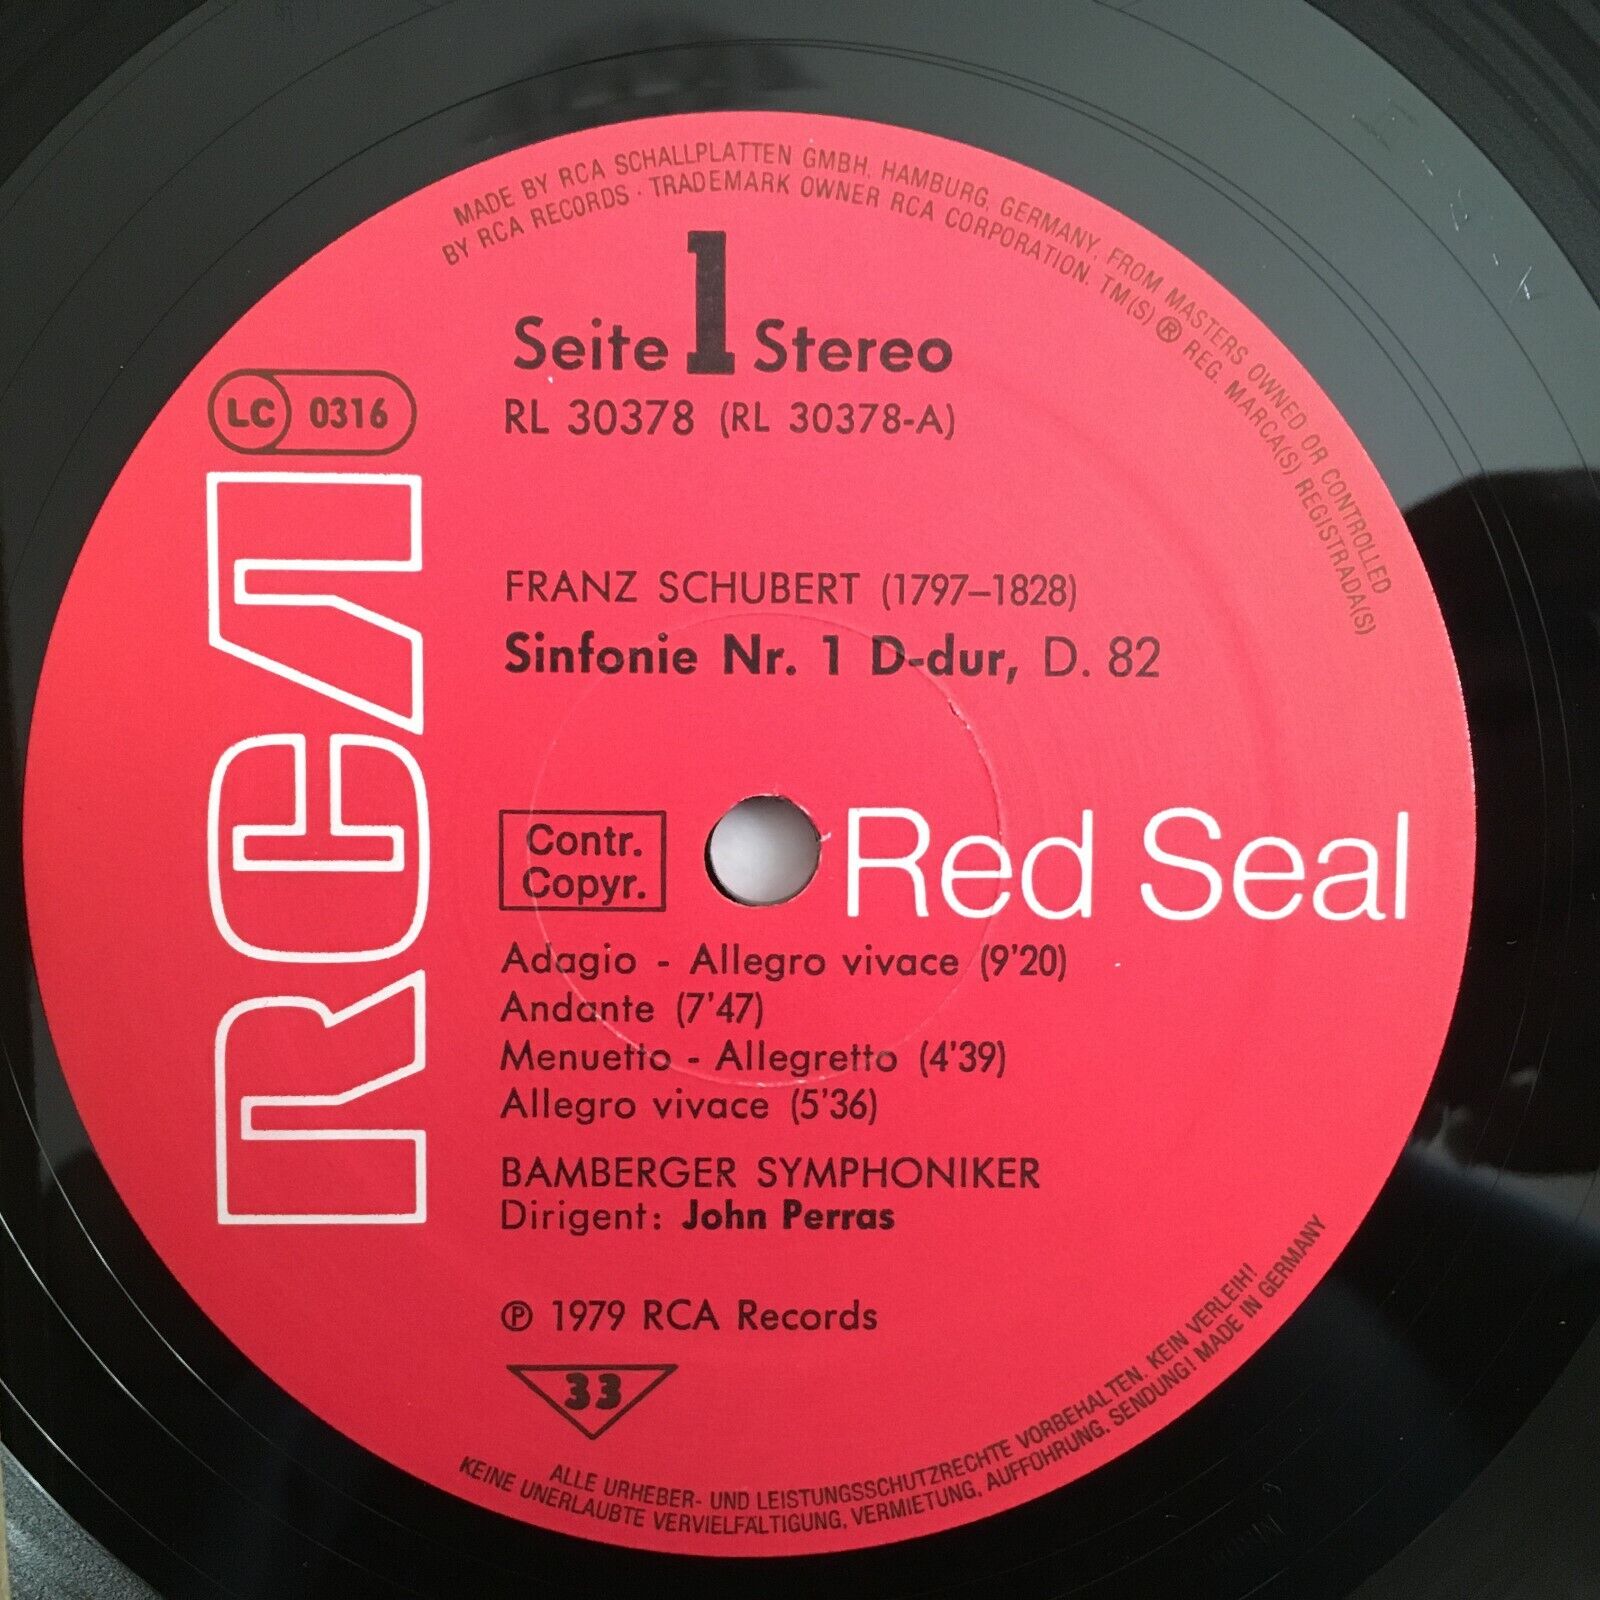 MADE BY RCA SCHALLPLATTEN GMBH, HAMBURG, GERMANY, FROM MASTERS OWNED OR CONTROLLED
BY RCA RECORDS · TRADEMARK OWNER RCA CORPORATION. TM(S) ® REG. MARCA(S) REGISTRADA(S)
Seite 1 Stereo
LC 0316
RL 30378 (RL 30378-A)
RCA
FRANZ SCHUBERT (1797–1828)
Sinfonie Nr. 1 D-dur, D. 82
Contr.
Copyr.
Red Seal
Adagio - Allegro vivace (9'20)
Andante (7'47)
Menuetto - Allegretto (4'39)
Allegro vivace (5'36)
BAMBERGER SYMPHONIKER
Dirigent: John Perras
℗ 1979 RCA Records
33
ALLE URHEBER- UND LEISTUNGSSCHUTZRECHTE VORBEHALTEN. KEIN VERLEIH!
KEINE UNERLAUBTE VERVIELFÄLTIGUNG, VERMIETUNG, AUFFÜHRUNG, SENDUNG! MADE IN GERMANY